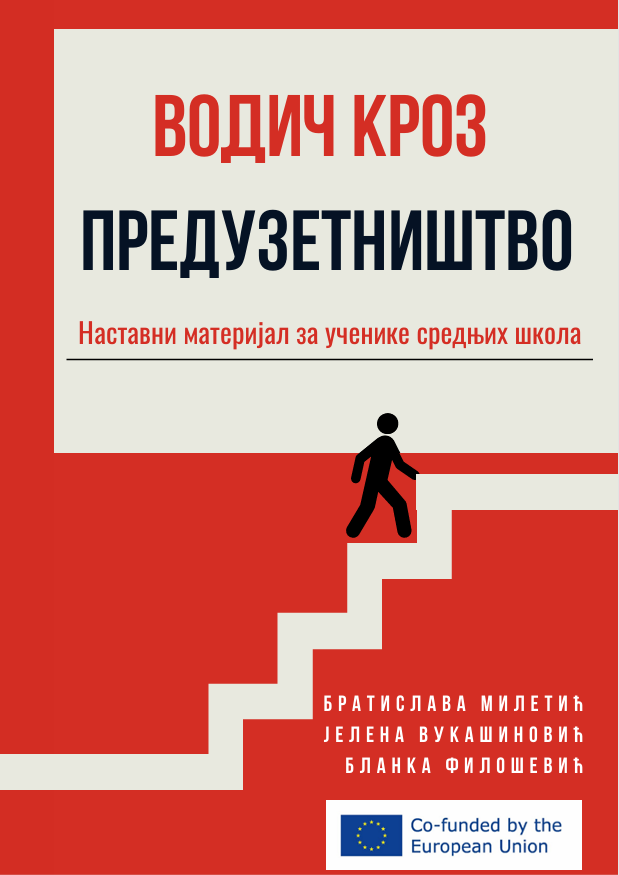 ВОДИЧ КРОЗ
ПРЕДУЗЕТНИШТВО
Наставни материјал за ученике средњих школа
БРАТИСЛАВА МИЛЕТИЋ
ЈЕЛЕНА ВУКАШИНОВИЋ
БЛАНКА ФИЛОШЕВИЋ
Co-funded by the
European Union